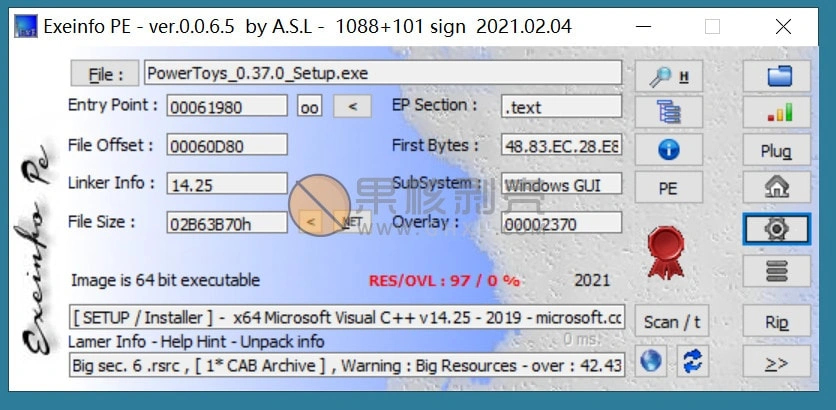 Exeinfo PE - ver.0.0.6.5 by A.S.L - 1088+101 sign 2021.02.04
File : PowerToys_0.37.0_Setup.exe H
Entry Point : 00061980 oo < EP Section : .text
File Offset : 00060D80 First Bytes : 48.83.EC.28.E8 Plug
Linker Info : 14.25 SubSystem : Windows GUI PE
File Size : 02B63B70h < .NET Overlay : 00002370
果核剥壳
Image is 64 bit executable RES/OVL : 97 / 0 % 2021
[ SETUP / Installer ] - x64 Microsoft Visual C++ v14.25 - 2019 - microsoft.cc Scan / t Rip
Lamer Info - Help Hint - Unpack info 0 ms.
Big sec. 6 .rsrc , [ 1* CAB Archive ] , Warning : Big Resources - over : 42.43 >>
Exeinfo Pe